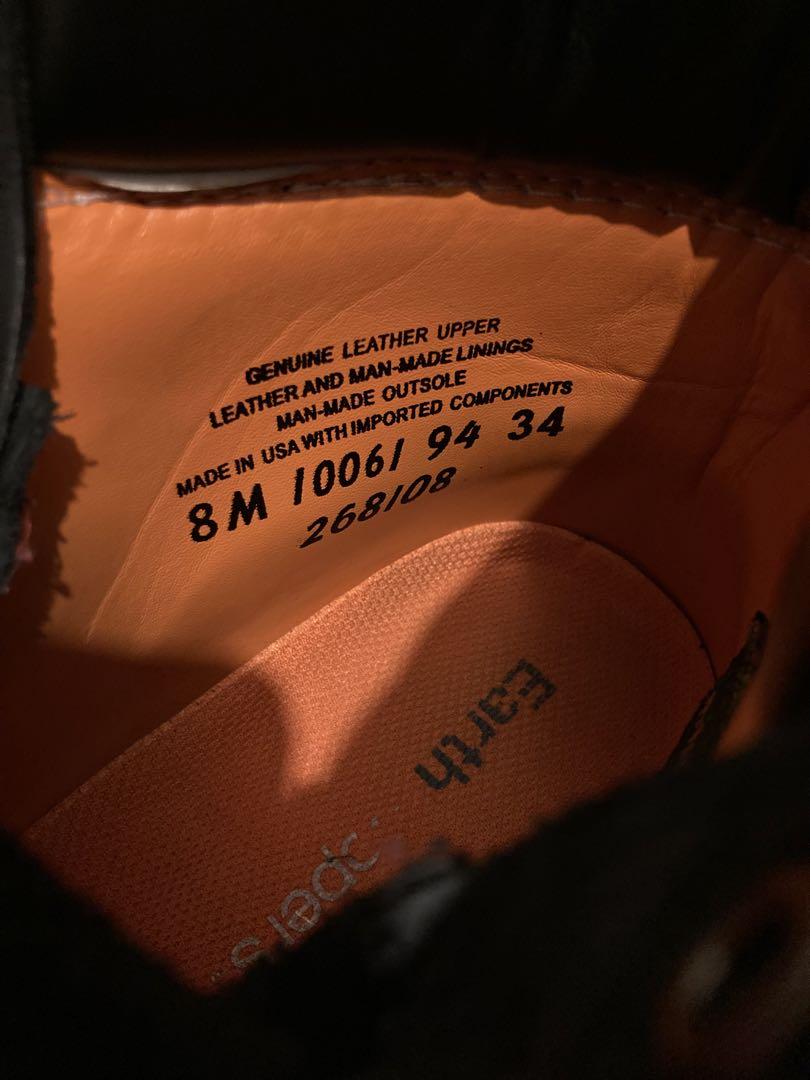 GENUINE LEATHER UPPER
LEATHER AND MAN-MADE LININGS
MAN-MADE OUTSOLE
MADE IN USA WITH IMPORTED COMPONENTS
8M 10061 94 34
268108
Earth